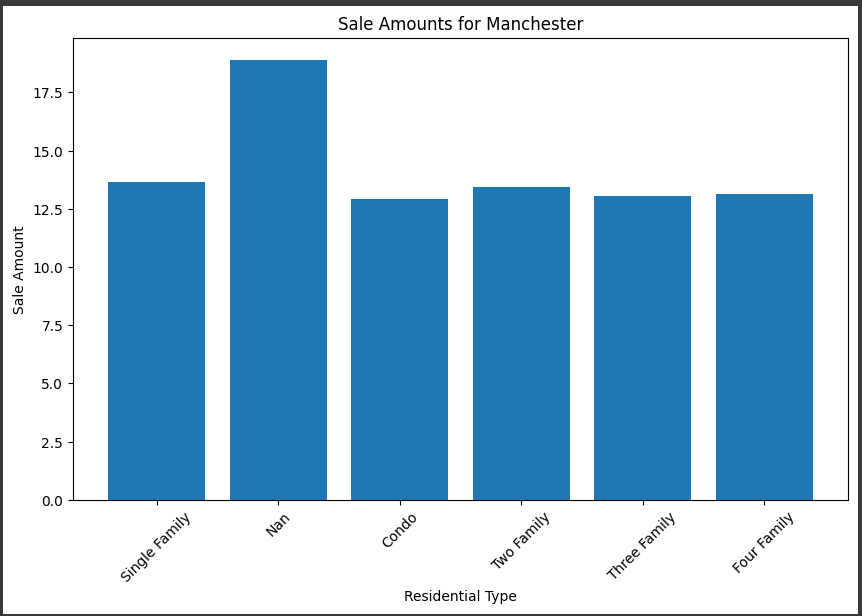 Sale Amounts for Manchester
Sale Amount
17.5
15.0
12.5
10.0
7.5
5.0
2.5
0.0
Single Family
Nan
Condo
Two Family
Three Family
Four Family
Residential Type